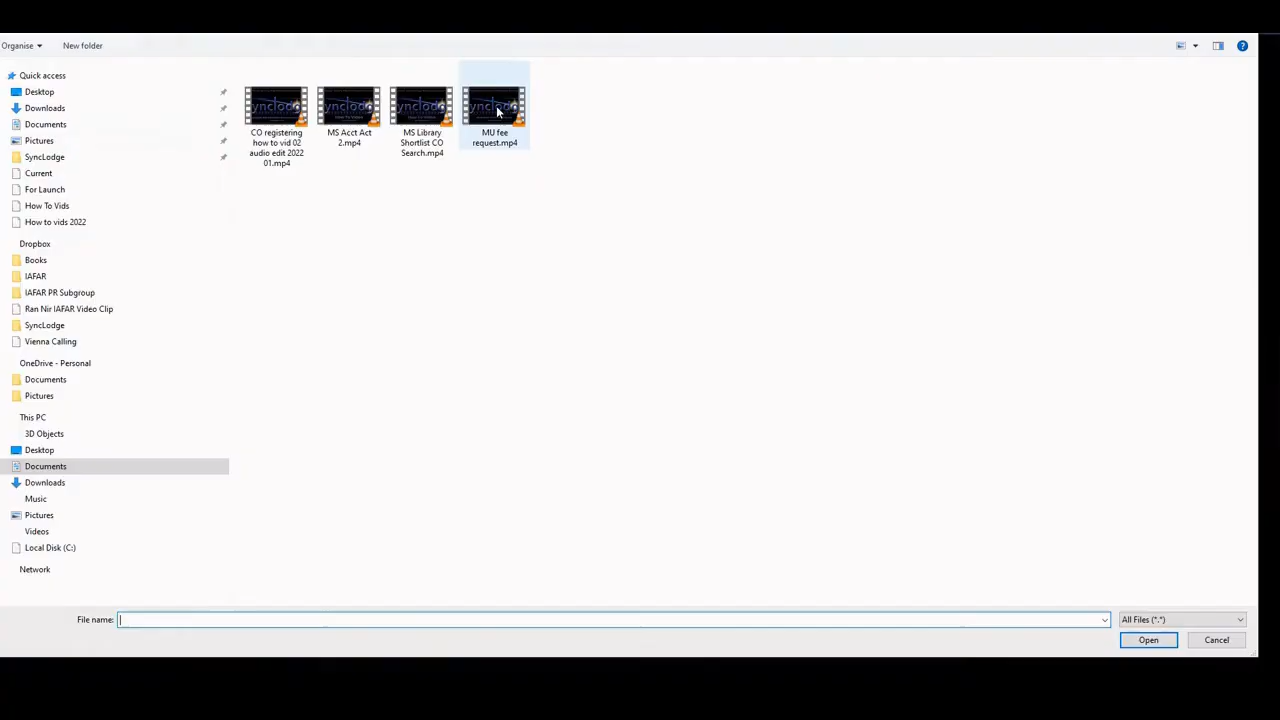 Organise
New folder
Quick access
Desktop
Downloads
Documents
Pictures
SyncLodge
Current
For Launch
How To Vids
How to vids 2022
Dropbox
Books
IAFAR
IAFAR PR Subgroup
Ran Nir IAFAR Video Clip
SyncLodge
Vienna Calling
OneDrive - Personal
Documents
Pictures
This PC
3D Objects
Desktop
Documents
Downloads
Music
Pictures
Videos
Local Disk (C:)
Network
CO registering
how to vid 02
audio edit 2022
01.mp4
MS Acct Act
2.mp4
MS Library
Shortlist CO
Search.mp4
MU fee
request.mp4
File name:
All Files (*.*)
Open
Cancel